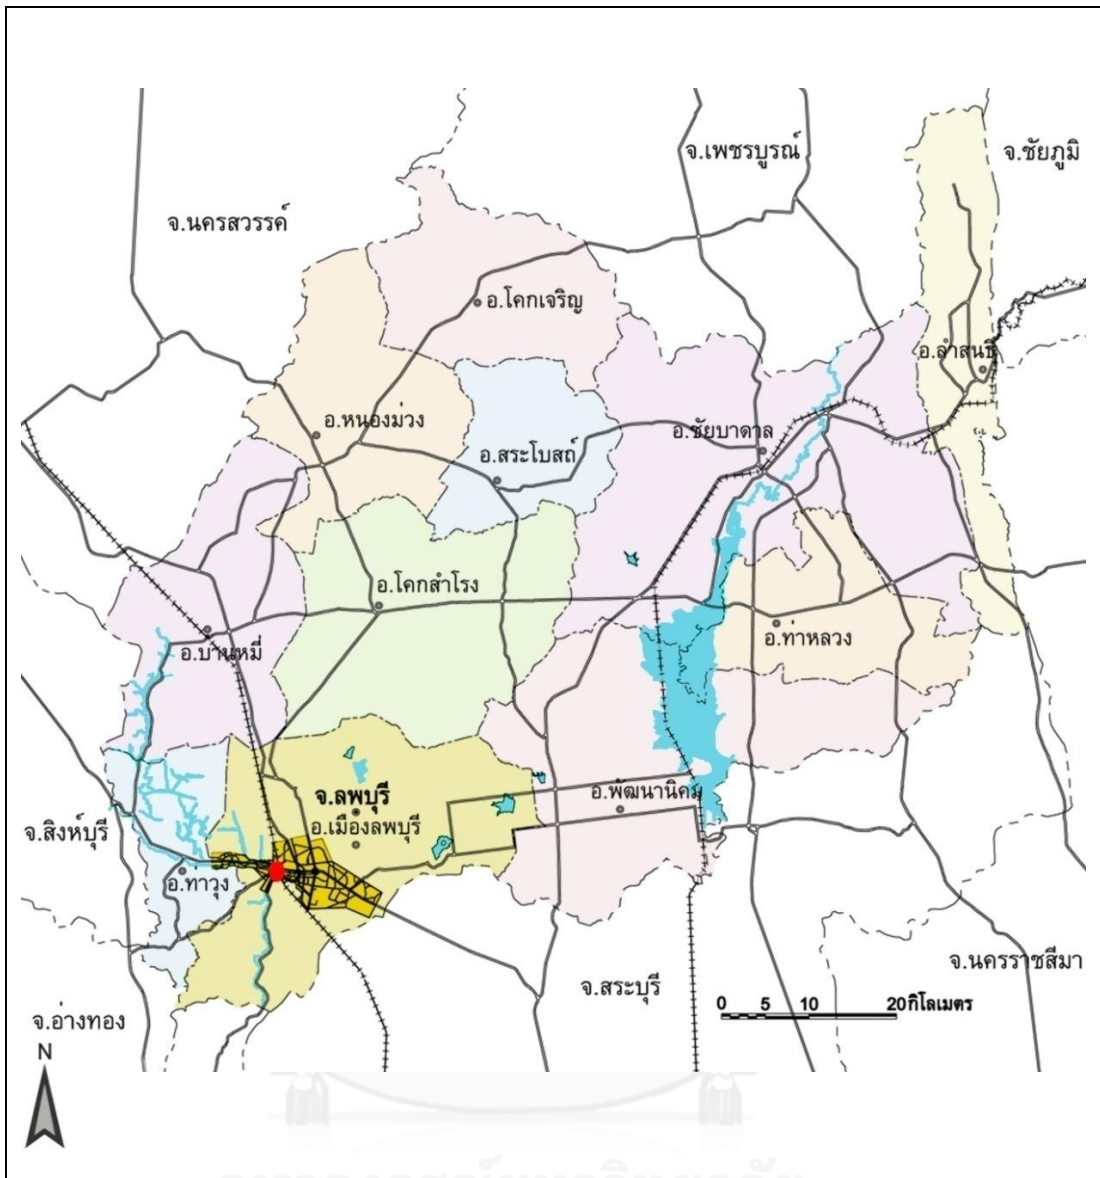 จ.เพชรบูรณ์
จ.ชัยภูมิ
จ.นครสวรรค์
อ.โคกเจริญ
อ.ลำสนธิ
อ.หนองม่วง
อ.ชัยบาดาล
อ.สระโบสถ์
อ.โคกสำโรง
อ.ท่าหลวง
อ.บ้านหมี่
จ.ลพบุรี
อ.พัฒนานิคม
อ.เมืองลพบุรี
จ.สิงห์บุรี
อ.ท่าวุ้ง
จ.นครราชสีมา
จ.สระบุรี
0 5 10 20 กิโลเมตร
จ.อ่างทอง
N